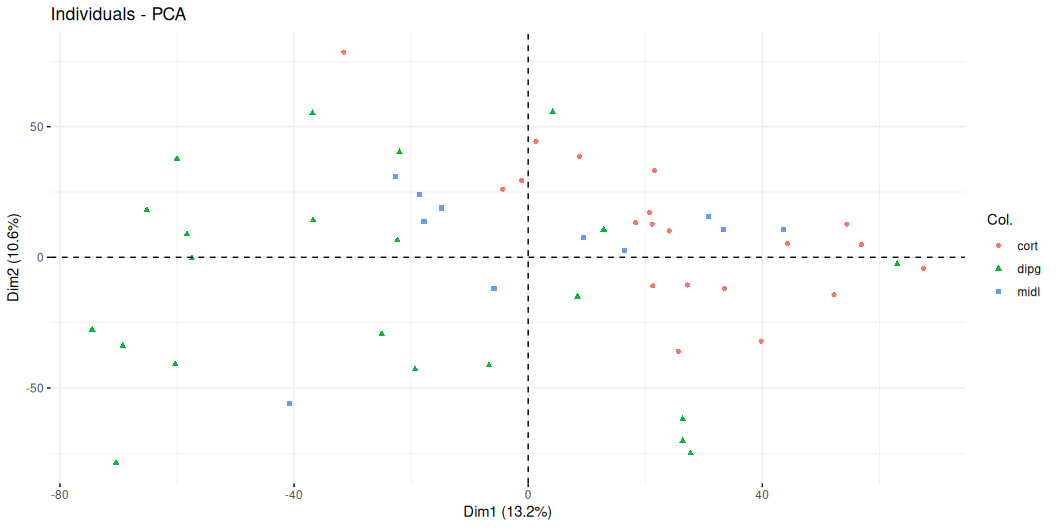 Individuals - PCA
50
0
-50
Dim2 (10.6%)
-80
-40
0
40
Dim1 (13.2%)
Col.
cort
dipg
midl